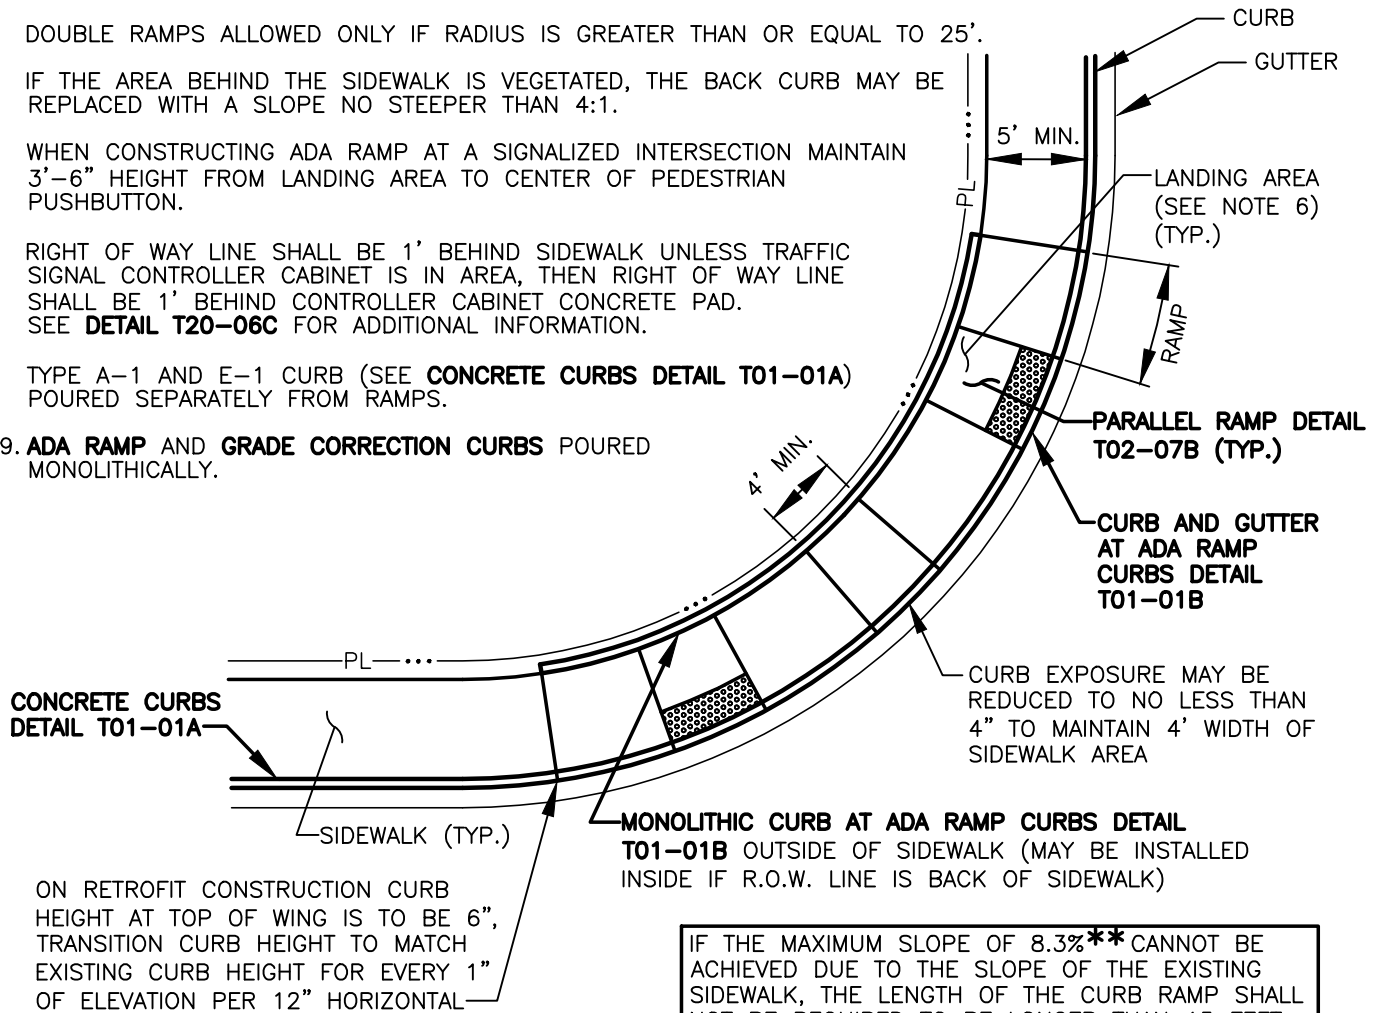 DOUBLE RAMPS ALLOWED ONLY IF RADIUS IS GREATER THAN OR EQUAL TO 25'.
IF THE AREA BEHIND THE SIDEWALK IS VEGETATED, THE BACK CURB MAY BE
REPLACED WITH A SLOPE NO STEEPER THAN 4:1.
WHEN CONSTRUCTING ADA RAMP AT A SIGNALIZED INTERSECTION MAINTAIN
3'-6" HEIGHT FROM LANDING AREA TO CENTER OF PEDESTRIAN
PUSHBUTTON.
RIGHT OF WAY LINE SHALL BE 1' BEHIND SIDEWALK UNLESS TRAFFIC
SIGNAL CONTROLLER CABINET IS IN AREA, THEN RIGHT OF WAY LINE
SHALL BE 1' BEHIND CONTROLLER CABINET CONCRETE PAD.
SEE DETAIL T20-06C FOR ADDITIONAL INFORMATION.
TYPE A-1 AND E-1 CURB (SEE CONCRETE CURBS DETAIL T01-01A)
POURED SEPARATELY FROM RAMPS.
9. ADA RAMP AND GRADE CORRECTION CURBS POURED
MONOLITHICALLY.
CURB
GUTTER
5' MIN.
PL
LANDING AREA
(SEE NOTE 6)
(TYP.)
RAMP
PARALLEL RAMP DETAIL
T02-07B (TYP.)
4' MIN.
CURB AND GUTTER
AT ADA RAMP
CURBS DETAIL
T01-01B
PL
CURB EXPOSURE MAY BE
REDUCED TO NO LESS THAN
4" TO MAINTAIN 4' WIDTH OF
SIDEWALK AREA
CONCRETE CURBS
DETAIL T01-01A
SIDEWALK (TYP.)
MONOLITHIC CURB AT ADA RAMP CURBS DETAIL
T01-01B OUTSIDE OF SIDEWALK (MAY BE INSTALLED
INSIDE IF R.O.W. LINE IS BACK OF SIDEWALK)
ON RETROFIT CONSTRUCTION CURB
HEIGHT AT TOP OF WING IS TO BE 6",
TRANSITION CURB HEIGHT TO MATCH
EXISTING CURB HEIGHT FOR EVERY 1"
OF ELEVATION PER 12" HORIZONTAL
IF THE MAXIMUM SLOPE OF 8.3%** CANNOT BE
ACHIEVED DUE TO THE SLOPE OF THE EXISTING
SIDEWALK, THE LENGTH OF THE CURB RAMP SHALL
NOT BE REQUIRED TO BE LONGER THAN 15 FEET